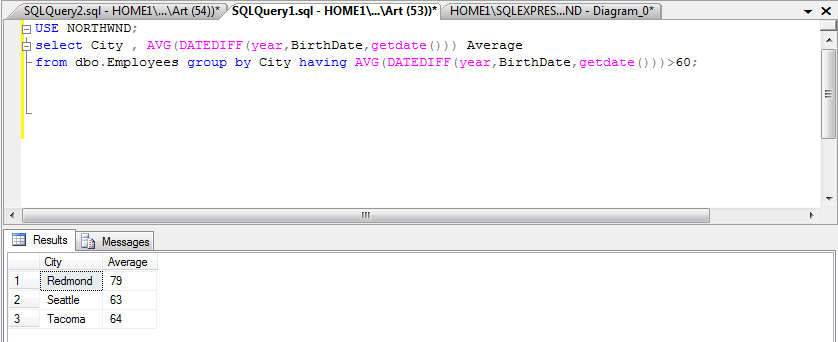 SQLQuery2.sql - HOME1\...\Art (54))* SQLQuery1.sql - HOME1\...\Art (53))* HOME1\SQLEXPRES...ND - Diagram_0*
USE NORTHWND;
select City , AVG(DATEDIFF(year,BirthDate,getdate())) Average
from dbo.Employees group by City having AVG(DATEDIFF(year,BirthDate,getdate()))>60;
Results Messages
City Average
1 Redmond 79
2 Seattle 63
3 Tacoma 64